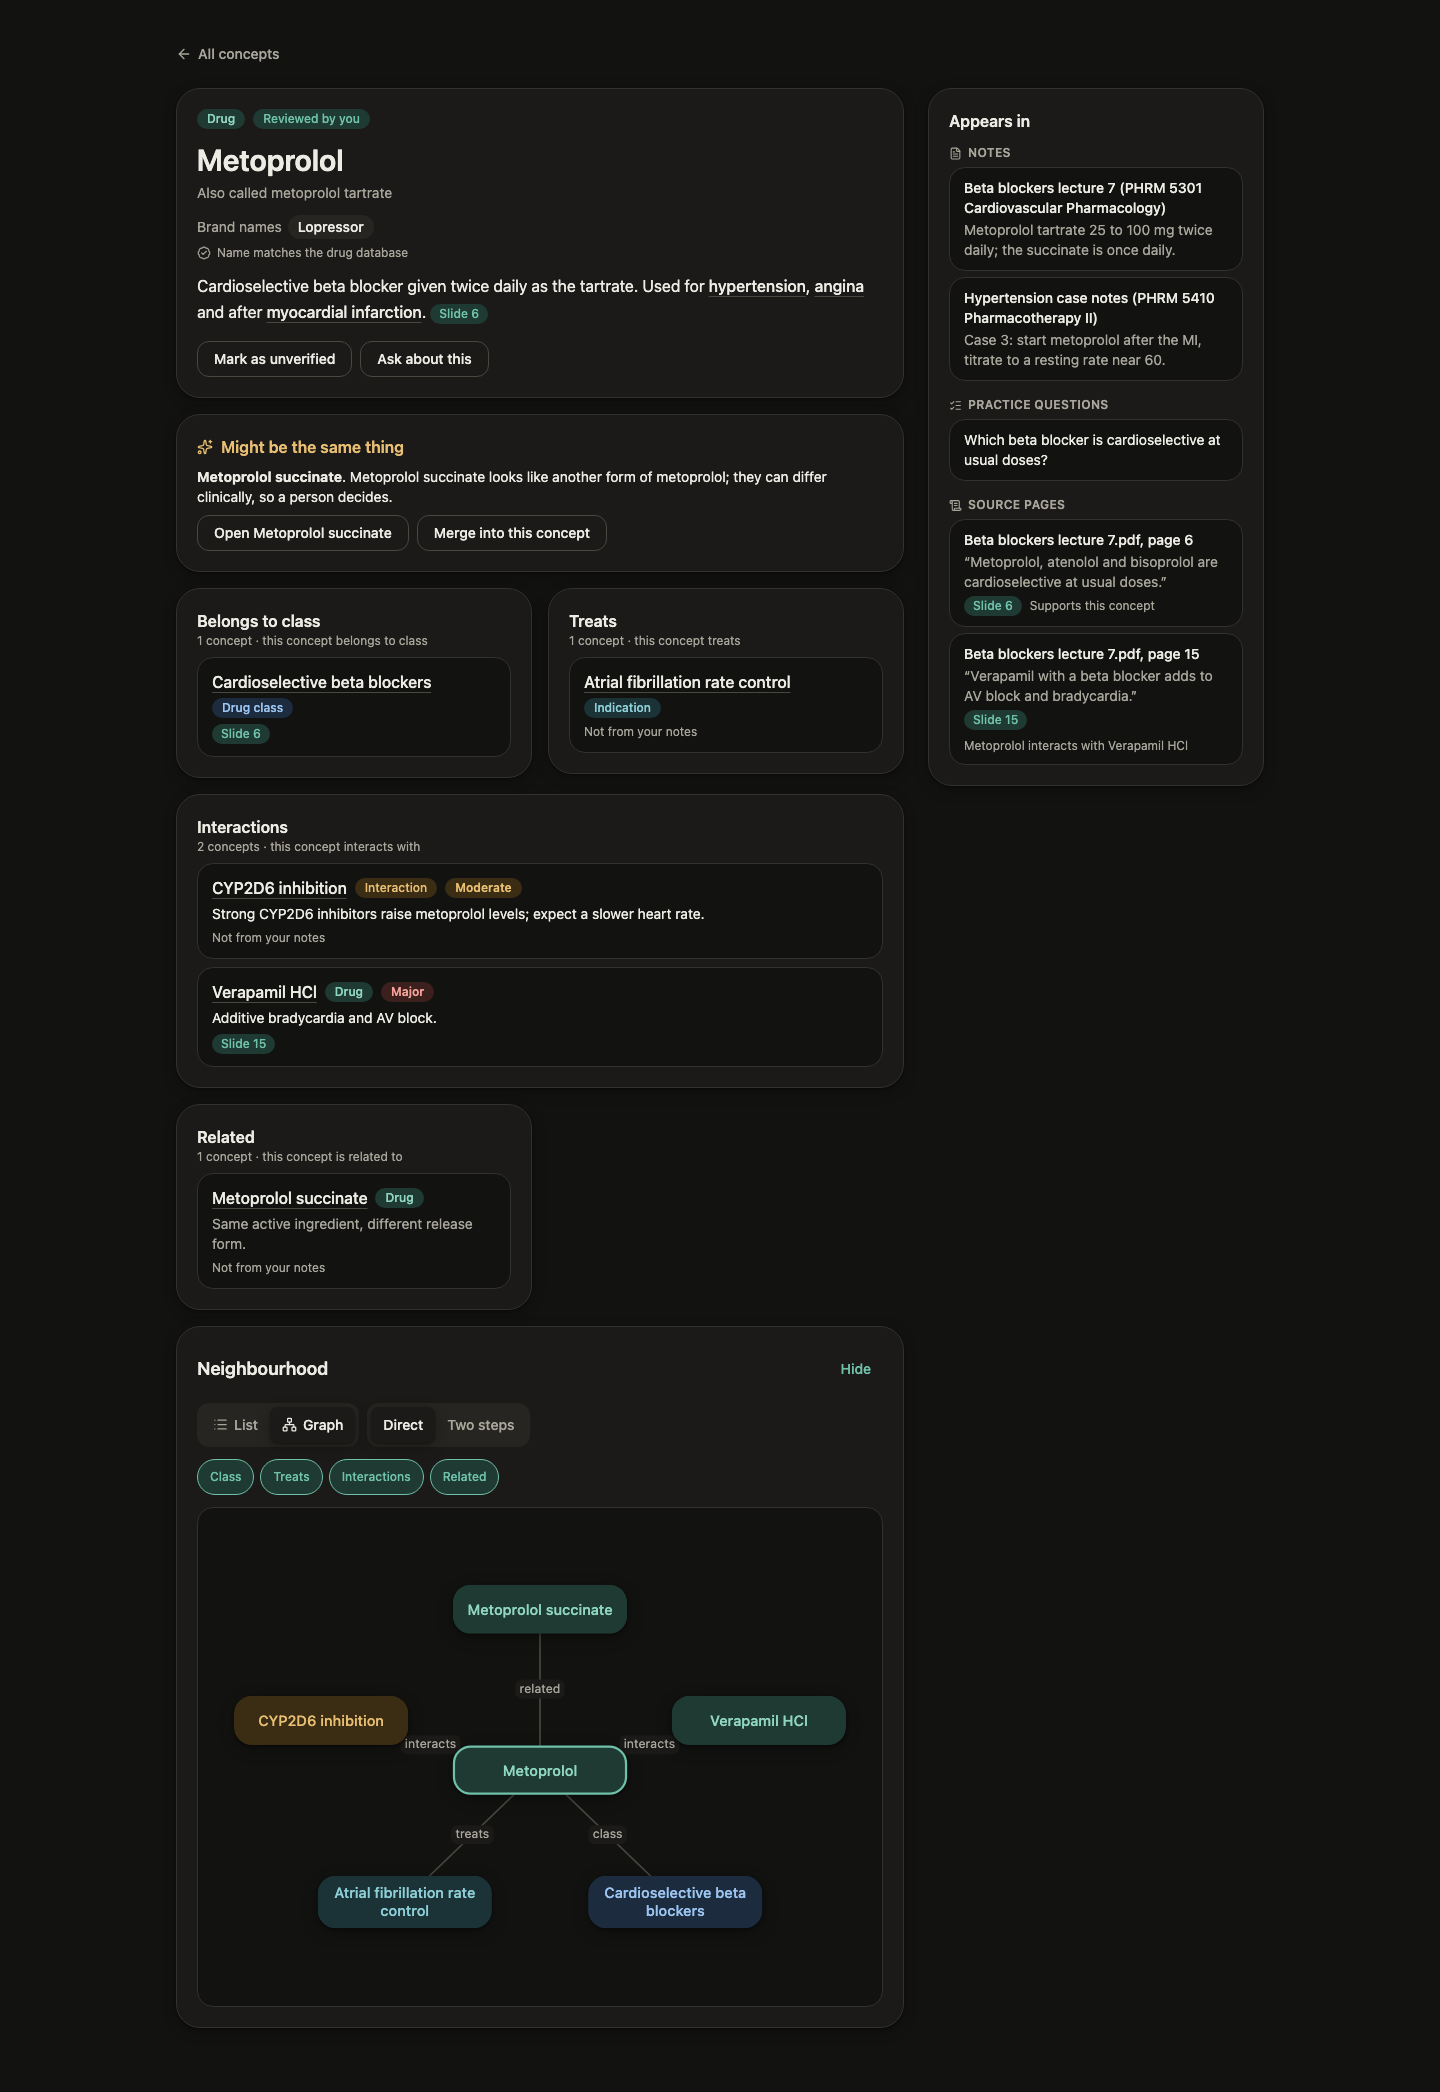 All concepts
Drug Reviewed by you
Metoprolol
Also called metoprolol tartrate
Brand names Lopressor
Name matches the drug database
Cardioselective beta blocker given twice daily as the tartrate. Used for hypertension, angina
and after myocardial infarction. Slide 6
Mark as unverified Ask about this
Might be the same thing
Metoprolol succinate. Metoprolol succinate looks like another form of metoprolol; they can differ
clinically, so a person decides.
Open Metoprolol succinate Merge into this concept
Belongs to class
1 concept · this concept belongs to class
Cardioselective beta blockers
Drug class
Slide 6
Treats
1 concept · this concept treats
Atrial fibrillation rate control
Indication
Not from your notes
Interactions
2 concepts · this concept interacts with
CYP2D6 inhibition Interaction Moderate
Strong CYP2D6 inhibitors raise metoprolol levels; expect a slower heart rate.
Not from your notes
Verapamil HCl Drug Major
Additive bradycardia and AV block.
Slide 15
Related
1 concept · this concept is related to
Metoprolol succinate Drug
Same active ingredient, different release
form.
Not from your notes
Neighbourhood Hide
List Graph Direct Two steps
Class Treats Interactions Related
Metoprolol succinate
related
CYP2D6 inhibition Verapamil HCl
interacts interacts
Metoprolol
treats class
Atrial fibrillation rate
control
Cardioselective beta
blockers
Appears in
NOTES
Beta blockers lecture 7 (PHRM 5301
Cardiovascular Pharmacology)
Metoprolol tartrate 25 to 100 mg twice
daily; the succinate is once daily.
Hypertension case notes (PHRM 5410
Pharmacotherapy II)
Case 3: start metoprolol after the MI,
titrate to a resting rate near 60.
PRACTICE QUESTIONS
Which beta blocker is cardioselective at
usual doses?
SOURCE PAGES
Beta blockers lecture 7.pdf, page 6
“Metoprolol, atenolol and bisoprolol are
cardioselective at usual doses.”
Slide 6 Supports this concept
Beta blockers lecture 7.pdf, page 15
“Verapamil with a beta blocker adds to
AV block and bradycardia.”
Slide 15
Metoprolol interacts with Verapamil HCl